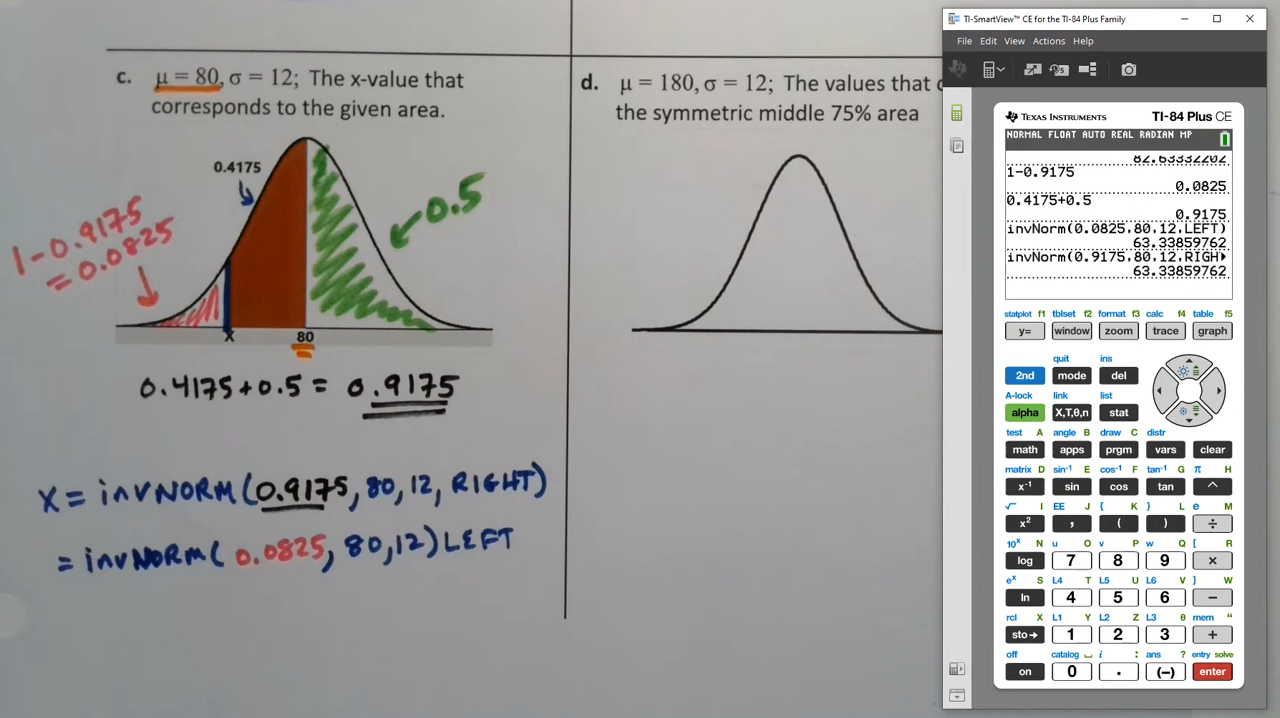 c. μ = 80, σ = 12; The x-value that
corresponds to the given area.
0.4175
0.5
1-0.9175
= 0.0825
X
80
0.4175+0.5 = 0.9175
X = invNORM(0.9175, 80, 12, RIGHT)
= invNORM( 0.0825, 80,12) LEFT
d. μ = 180, σ = 12; The values that
the symmetric middle 75% area
TI-SmartView™ CE for the TI-84 Plus Family
File Edit View Actions Help
TEXAS INSTRUMENTS TI-84 Plus CE
NORMAL FLOAT AUTO REAL RADIAN MP
82.63332202
1-0.9175
0.0825
0.4175+0.5
0.9175
invNorm(0.0825,80,12,LEFT)
63.33859762
invNorm(0.9175,80,12,RIGH
63.33859762
statplot f1 tblset f2 format f3 calc f4 table f5
y= window zoom trace graph
quit ins
2nd mode del
A-lock link list
alpha X,T,θ,n stat
test A angle B draw C distr
math apps prgm vars clear
matrix D sin⁻¹ E cos⁻¹ F tan⁻¹ G π H
x⁻¹ sin cos tan ^
√ I EE J { K } L e M
x² , ( ) ÷
10ˣ N u O v P w Q [ R
log 7 8 9 ×
eˣ S L4 T L5 U L6 V ] W
ln 4 5 6 −
rcl X L1 Y L2 Z L3 θ mem "
sto→ 1 2 3 +
off catalog ⎵ i : ans ? entry solve
on 0 . (−) enter